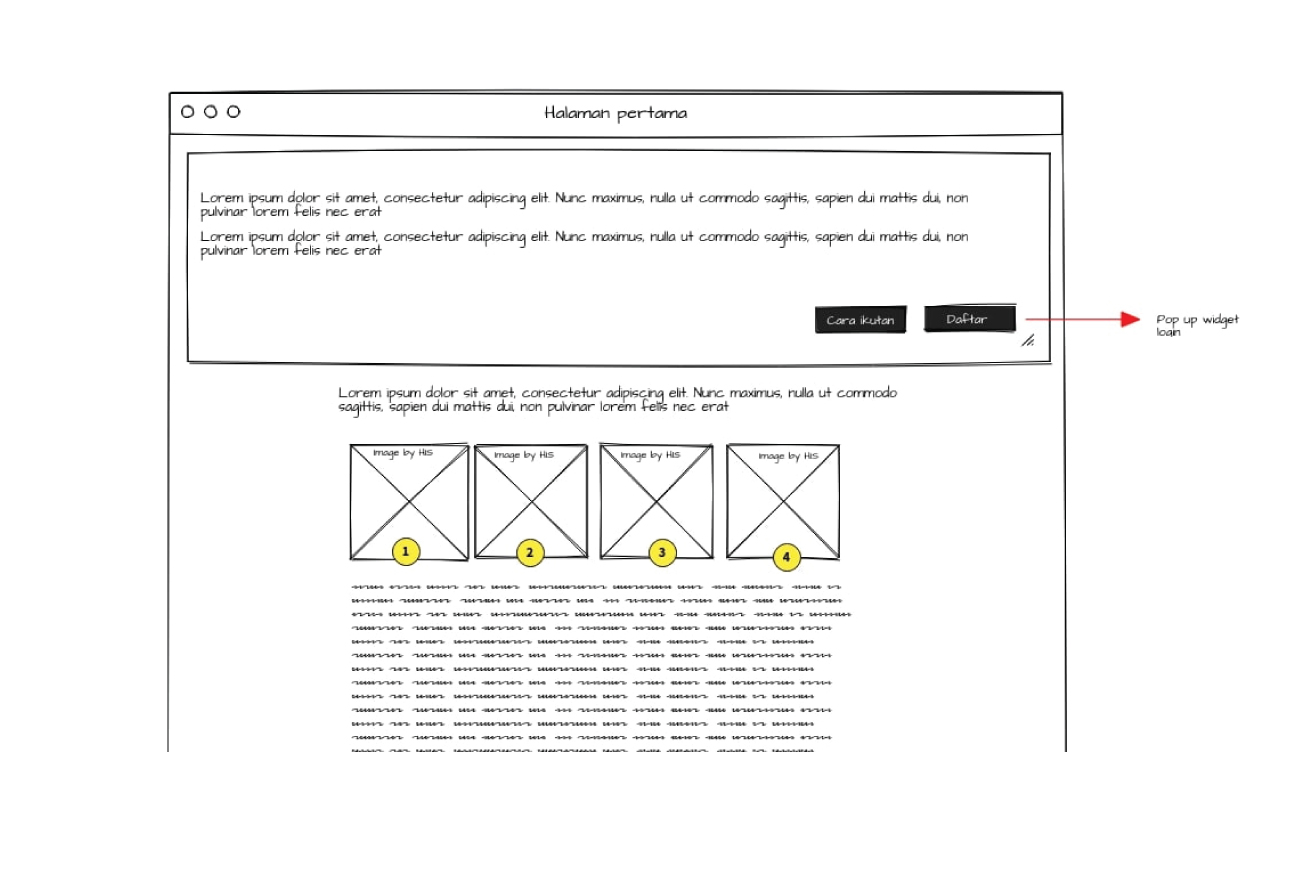 Halaman pertama
Lorem ipsum dolor sit amet, consectetur adipiscing elit. Nunc maximus, nulla ut commodo sagittis, sapien dui mattis dui, non
pulvinar lorem felis nec erat
Lorem ipsum dolor sit amet, consectetur adipiscing elit. Nunc maximus, nulla ut commodo sagittis, sapien dui mattis dui, non
pulvinar lorem felis nec erat
Cara ikutan
Daftar
Pop up widget
login
Lorem ipsum dolor sit amet, consectetur adipiscing elit. Nunc maximus, nulla ut commodo
sagittis, sapien dui mattis dui, non pulvinar lorem felis nec erat
Image by HIS
Image by HIS
Image by HIS
Image by HIS
1
2
3
4